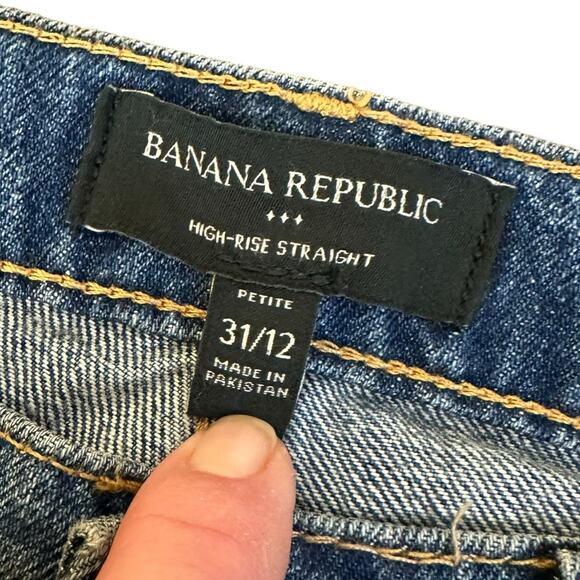 BANANA REPUBLIC
HIGH-RISE STRAIGHT
PETITE
31/12
MADE IN
PAKISTAN